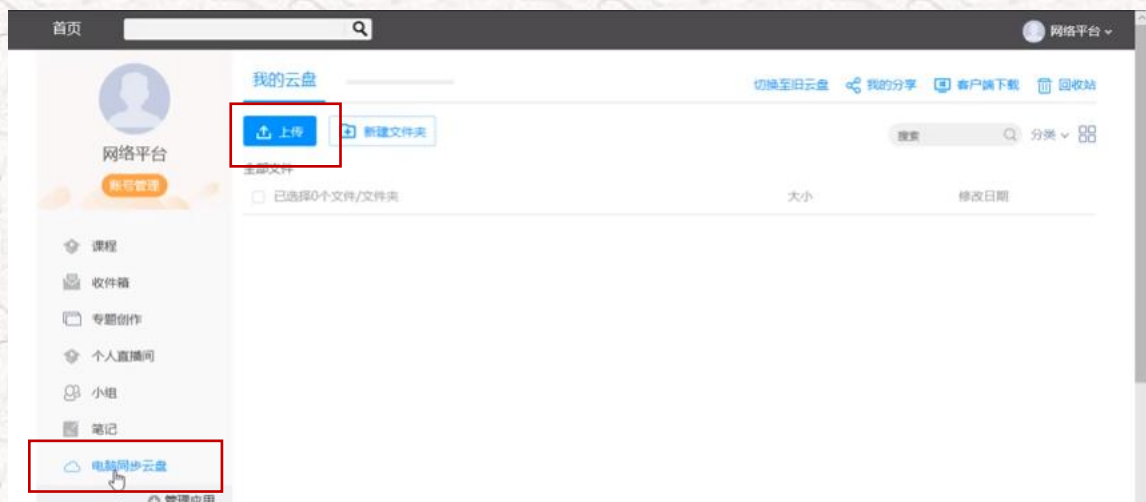 首页
网络平台
我的云盘
切换至旧云盘 我的分享 客户端下载 回收站
上传 新建文件夹
搜索 分类
网络平台
账号管理
全部文件
已选择0个文件/文件夹 大小 修改日期
课程
收件箱
专题创作
个人直播间
小组
笔记
电脑同步云盘
管理应用